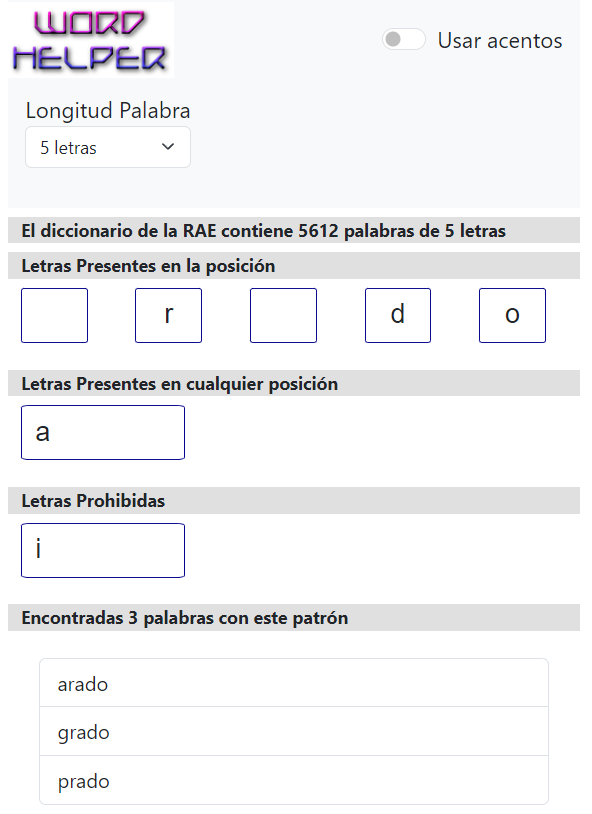 WORD
HELPER
Usar acentos
Longitud Palabra
5 letras
El diccionario de la RAE contiene 5612 palabras de 5 letras
Letras Presentes en la posición
r d o
Letras Presentes en cualquier posición
a
Letras Prohibidas
i
Encontradas 3 palabras con este patrón
arado
grado
prado